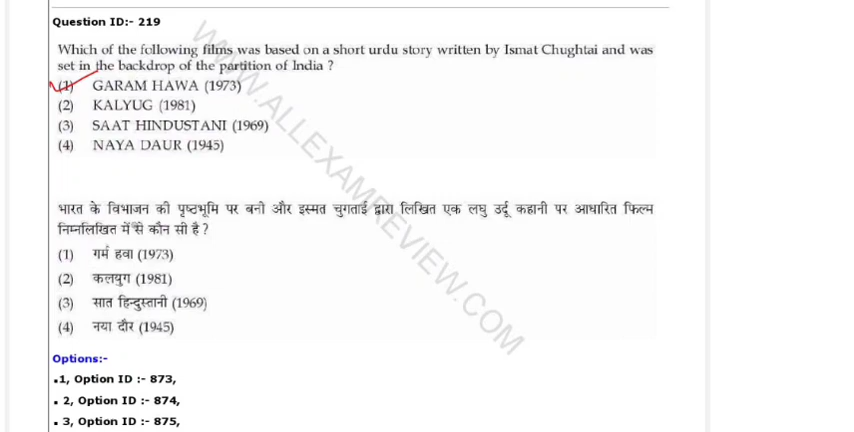 Question ID:- 219
Which of the following films was based on a short urdu story written by Ismat Chughtai and was
set in the backdrop of the partition of India ?
(1) GARAM HAWA (1973)
(2) KALYUG (1981)
(3) SAAT HINDUSTANI (1969)
(4) NAYA DAUR (1945)
भारत के विभाजन की पृष्ठभूमि पर बनी और इस्मत चुगताई द्वारा लिखित एक लघु उर्दू कहानी पर आधारित फिल्म
निम्नलिखित में से कौन सी है ?
(1) गर्म हवा (1973)
(2) कलयुग (1981)
(3) सात हिन्दुस्तानी (1969)
(4) नया दौर (1945)
Options:-
.1, Option ID :- 873,
. 2, Option ID :- 874,
. 3, Option ID :- 875,
WWW.ALLEXAMREVIEW.COM